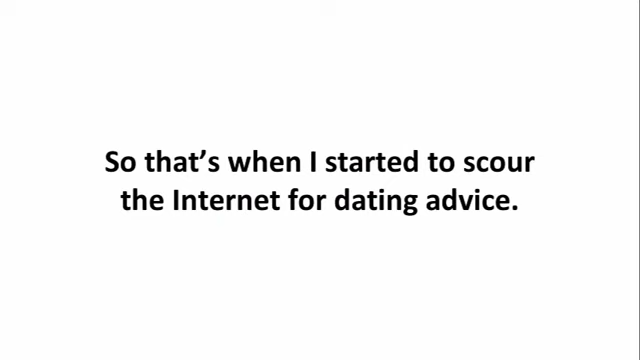 So that’s when I started to scour
the Internet for dating advice.